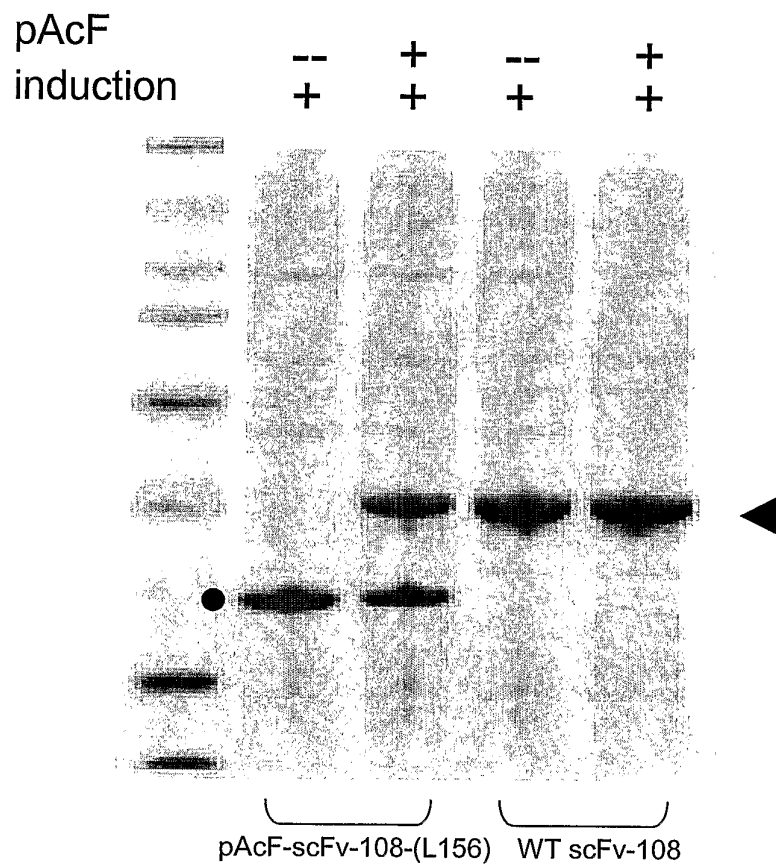 pAcF -- + -- +
induction + + + +
pAcF-scFv-108-(L156) WT scFv-108